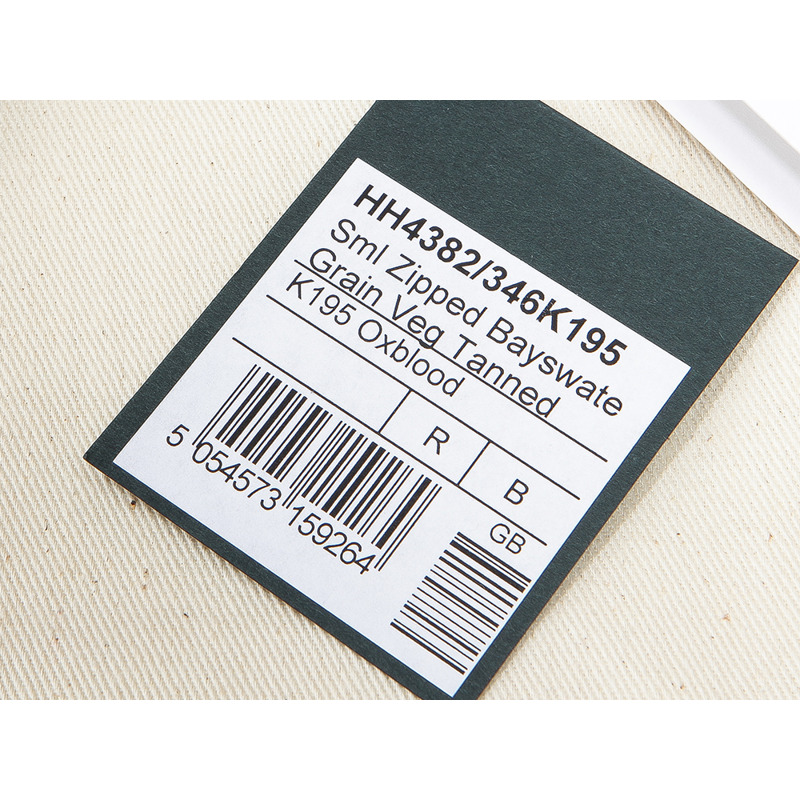 HH4382/346K195
Sml Zipped Bayswate
Grain Veg Tanned
K195 Oxblood
R
B
GB
5 054573 159264